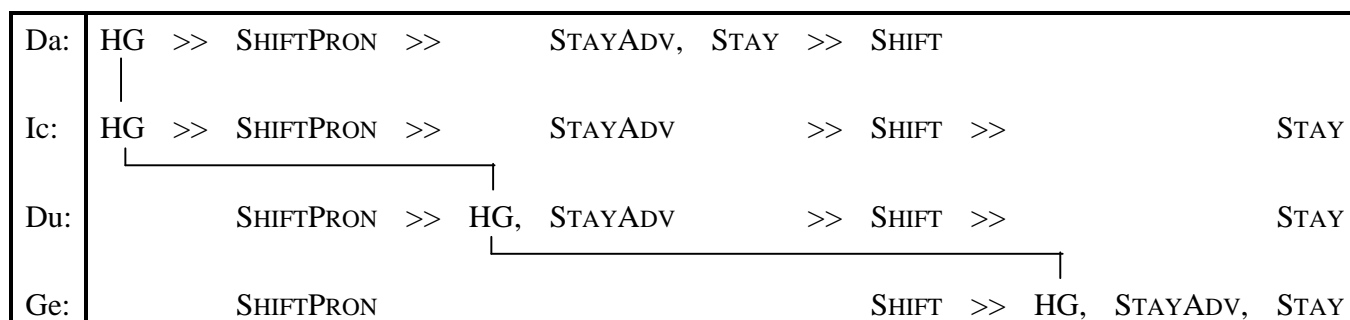 Da: HG >> SHIFTPRON >> STAYADV, STAY >> SHIFT
Ic: HG >> SHIFTPRON >> STAYADV >> SHIFT >> STAY
Du: SHIFTPRON >> HG, STAYADV >> SHIFT >> STAY
Ge: SHIFTPRON SHIFT >> HG, STAYADV, STAY